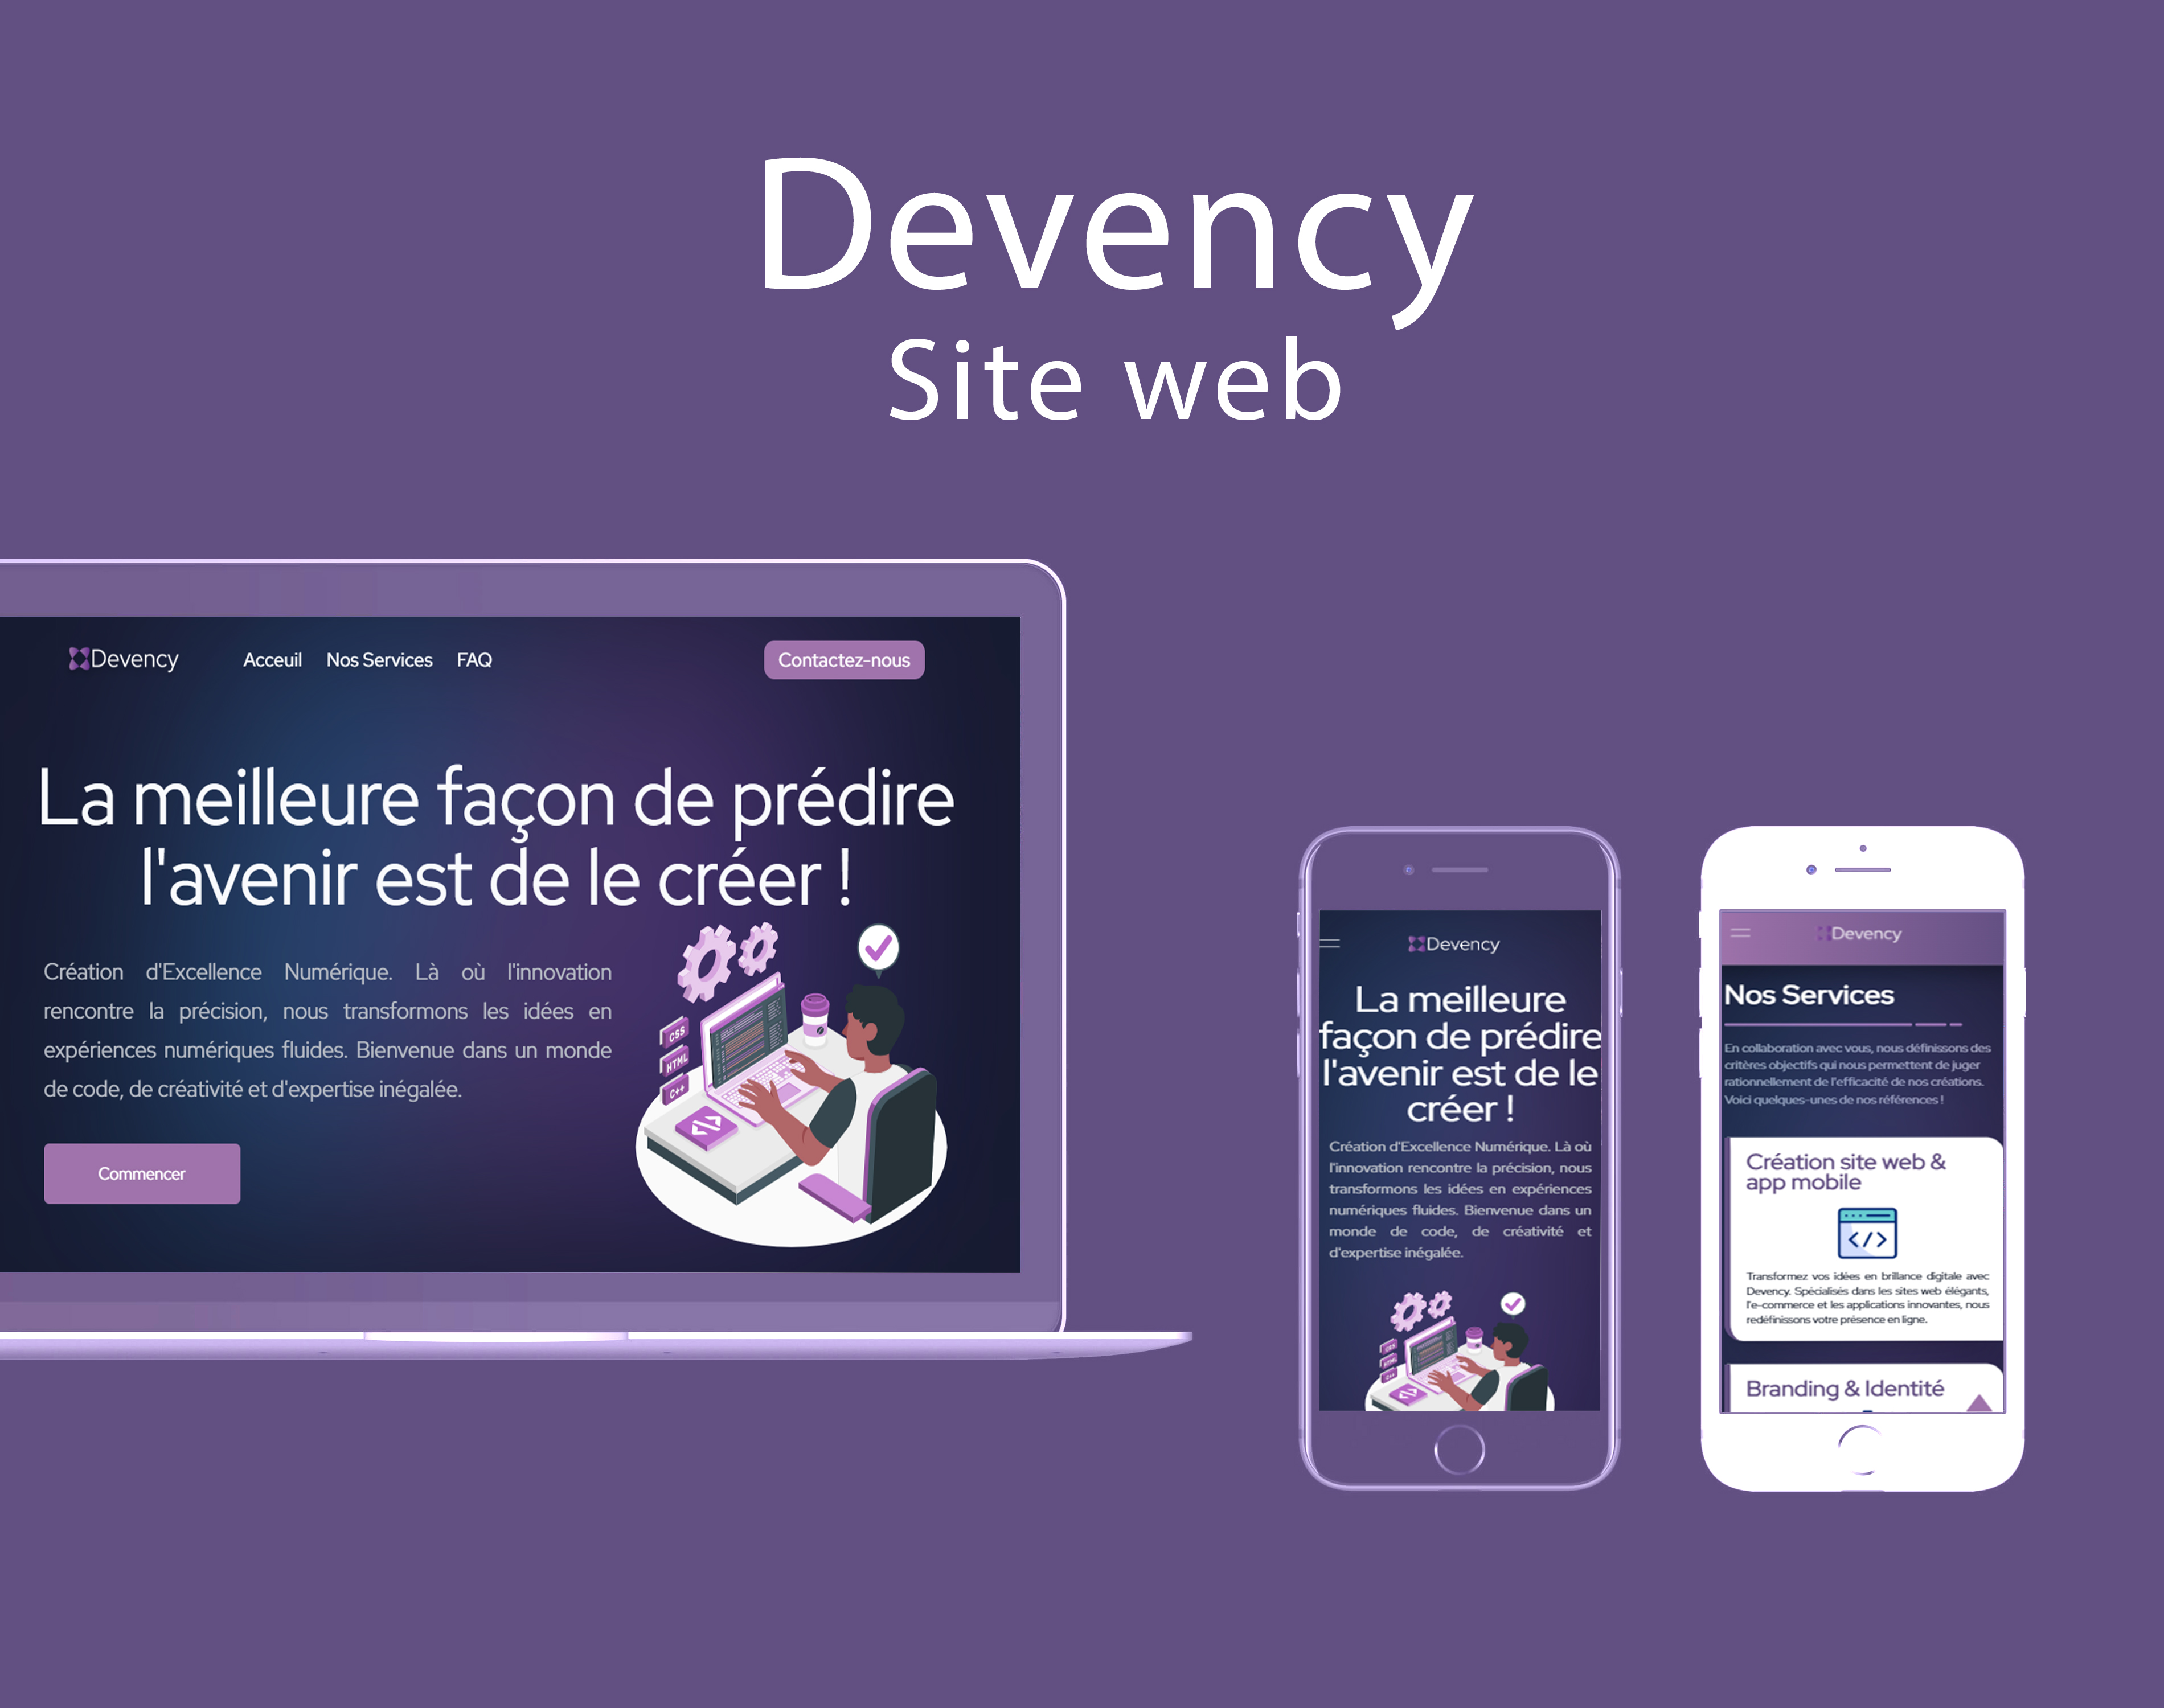 Devency
Site web
Devency
Acceuil Nos Services FAQ
Contactez-nous
La meilleure façon de prédire
l'avenir est de le créer !
Création d'Excellence Numérique. Là où l'innovation
rencontre la précision, nous transformons les idées en
expériences numériques fluides. Bienvenue dans un monde
de code, de créativité et d'expertise inégalée.
Commencer
CSS
HTML
C++
Devency
La meilleure
façon de prédire
l'avenir est de le
créer !
Création d'Excellence Numérique. Là où
l'innovation rencontre la précision, nous
transformons les idées en expériences
numériques fluides. Bienvenue dans un
monde de code, de créativité et
d'expertise inégalée.
CSS
HTML
C++
Devency
Nos Services
En collaboration avec vous, nous définissons des
critères objectifs qui nous permettent de juger
rationnellement de l'efficacité de nos créations.
Voici quelques-unes de nos références !
Création site web &
app mobile
</>
Transformez vos idées en brillance digitale avec
Devency. Spécialisés dans les sites web élégants,
l'e-commerce et les applications innovantes, nous
redéfinissons votre présence en ligne.
Branding & Identité